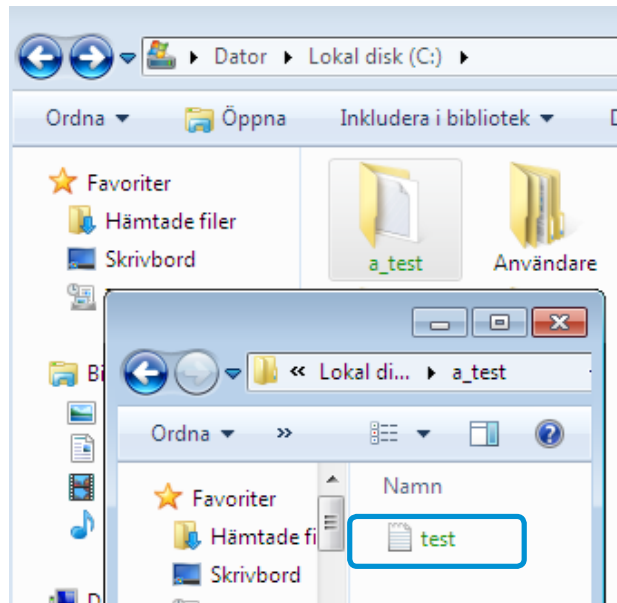 Dator Lokal disk (C:)
Ordna Öppna Inkludera i bibliotek
Favoriter
Hämtade filer
Skrivbord
a_test Användare
Bi
« Lokal di... a_test
Ordna »
Favoriter
Hämtade fi
Skrivbord
Namn
test